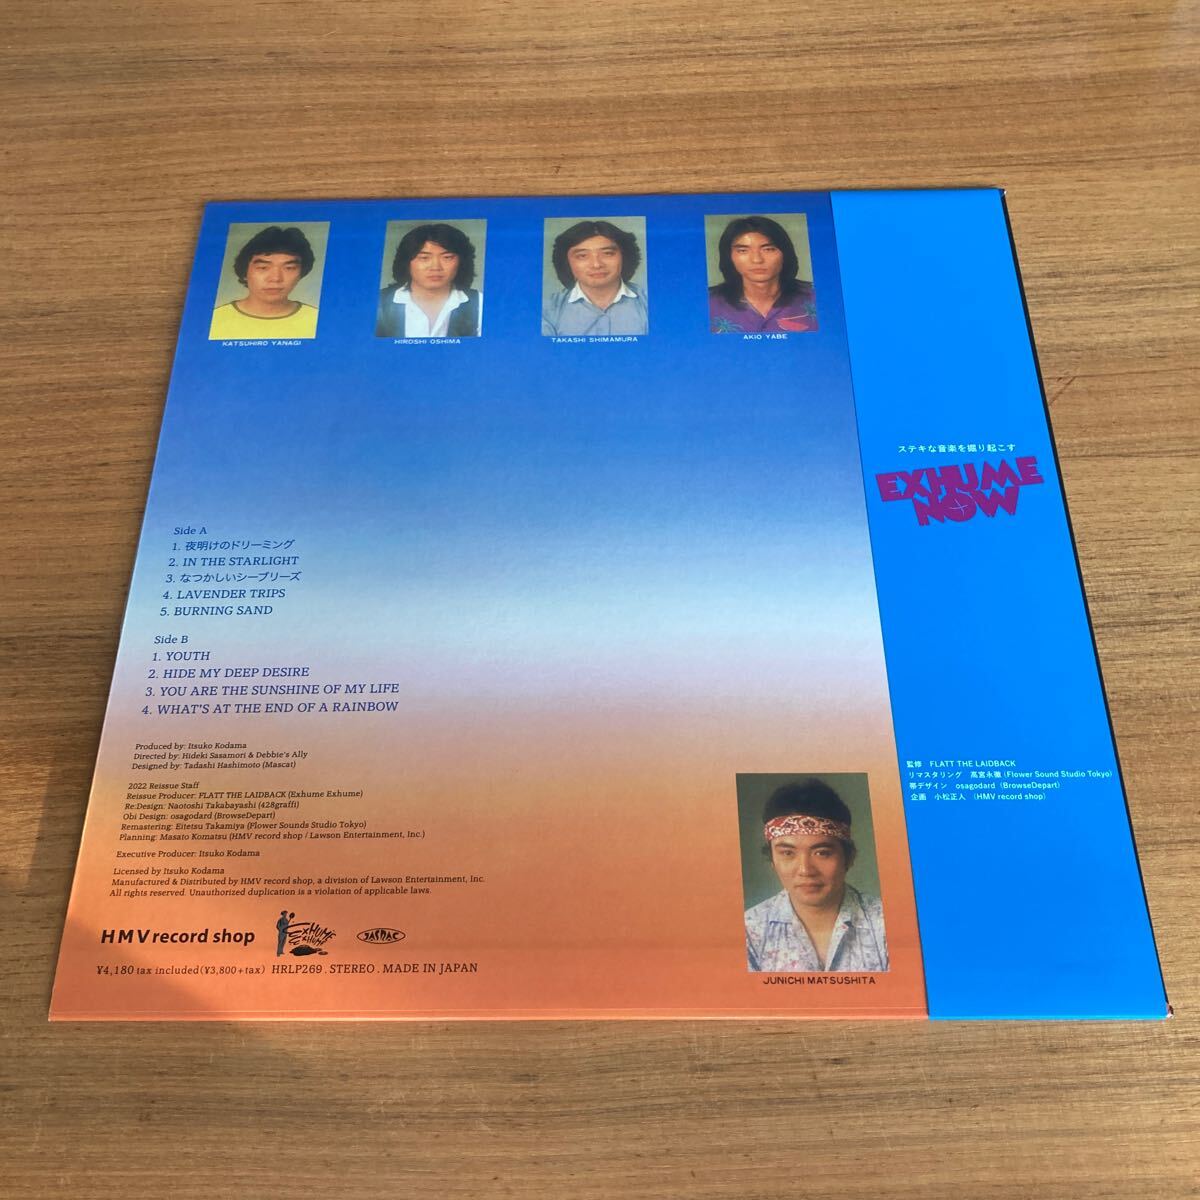 KATSUHIRO YANAGI
HIROSHI OSHIMA
TAKASHI SHIMAMURA
AKIO YABE
Side A
1. 夜明けのドリーミング
2. IN THE STARLIGHT
3. なつかしいシーブリーズ
4. LAVENDER TRIPS
5. BURNING SAND
Side B
1. YOUTH
2. HIDE MY DEEP DESIRE
3. YOU ARE THE SUNSHINE OF MY LIFE
4. WHAT'S AT THE END OF A RAINBOW
Produced by: Itsuko Kodama
Directed by: Hideki Sasamori & Debbie's Ally
Designed by: Tadashi Hashimoto (Mascat)
2022 Reissue Staff
Reissue Producer: FLATT THE LAIDBACK (Exhume Exhume)
Re:Design: Naotoshi Takabayashi (428graffi)
Obi Design: osagodard (BrowseDepart)
Remastering: Eitetsu Takamiya (Flower Sounds Studio Tokyo)
Planning: Masato Komatsu (HMV record shop / Lawson Entertainment, Inc.)
Executive Producer: Itsuko Kodama
Licensed by Itsuko Kodama
Manufactured & Distributed by HMV record shop, a division of Lawson Entertainment, Inc.
All rights reserved. Unauthorized duplication is a violation of applicable laws.
HMV record shop
EXHUME
EXHUME
JASRAC
¥4,180 tax included (¥3,800+tax) HRLP269 . STEREO . MADE IN JAPAN
JUNICHI MATSUSHITA
ステキな音楽を掘り起こす
EXHUME
NOW
監修 FLATT THE LAIDBACK
リマスタリング 高宮永徹 (Flower Sound Studio Tokyo)
帯デザイン osagodard (BrowseDepart)
企画 小松正人 (HMV record shop)